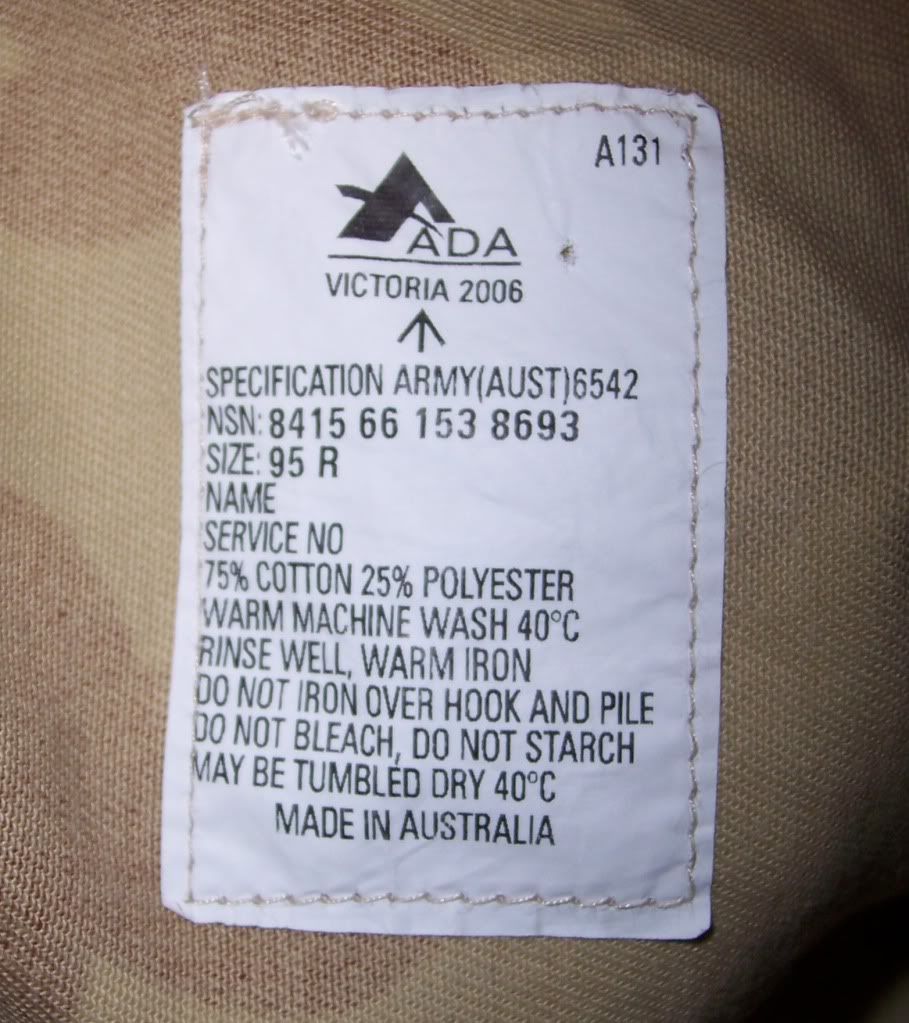 A131
ADA
VICTORIA 2006
SPECIFICATION ARMY(AUST)6542
NSN: 8415 66 153 8693
SIZE: 95 R
NAME
SERVICE NO
75% COTTON 25% POLYESTER
WARM MACHINE WASH 40°C
RINSE WELL, WARM IRON
DO NOT IRON OVER HOOK AND PILE
DO NOT BLEACH, DO NOT STARCH
MAY BE TUMBLED DRY 40°C
MADE IN AUSTRALIA